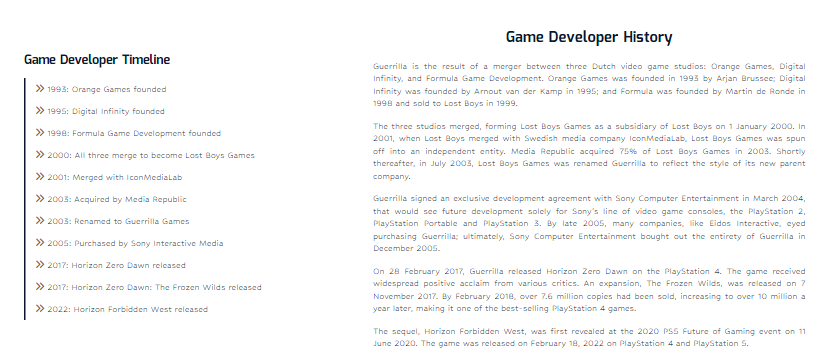 Game Developer Timeline
1993: Orange Games founded
1995: Digital Infinity founded
1998: Formula Game Development founded
2000: All three merge to become Lost Boys Games
2001: Merged with IconMediaLab
2003: Acquired by Media Republic
2003: Renamed to Guerrilla Games
2005: Purchased by Sony Interactive Media
2017: Horizon Zero Dawn released
2017: Horizon Zero Dawn: The Frozen Wilds released
2022: Horizon Forbidden West released
Game Developer History
Guerrilla is the result of a merger between three Dutch video game studios: Orange Games, Digital
Infinity, and Formula Game Development. Orange Games was founded in 1993 by Arjan Brussee; Digital
Infinity was founded by Arnout van der Kamp in 1995; and Formula was founded by Martin de Ronde in
1998 and sold to Lost Boys in 1999.
The three studios merged, forming Lost Boys Games as a subsidiary of Lost Boys on 1 January 2000. In
2001, when Lost Boys merged with Swedish media company IconMediaLab, Lost Boys Games was spun
off into an independent entity. Media Republic acquired 75% of Lost Boys Games in 2003. Shortly
thereafter, in July 2003, Lost Boys Games was renamed Guerrilla to reflect the style of its new parent
company.
Guerrilla signed an exclusive development agreement with Sony Computer Entertainment in March 2004,
that would see future development solely for Sony's line of video game consoles, the PlayStation 2,
PlayStation Portable and PlayStation 3. By late 2005, many companies, like Eidos Interactive, eyed
purchasing Guerrilla; ultimately, Sony Computer Entertainment bought out the entirety of Guerrilla in
December 2005.
On 28 February 2017, Guerrilla released Horizon Zero Dawn on the PlayStation 4. The game received
widespread positive acclaim from various critics. An expansion, The Frozen Wilds, was released on 7
November 2017. By February 2018, over 7.6 million copies had been sold, increasing to over 10 million a
year later, making it one of the best-selling PlayStation 4 games.
The sequel, Horizon Forbidden West, was first revealed at the 2020 PS5 Future of Gaming event on 11
June 2020. The game was released on February 18, 2022 on PlayStation 4 and PlayStation 5.